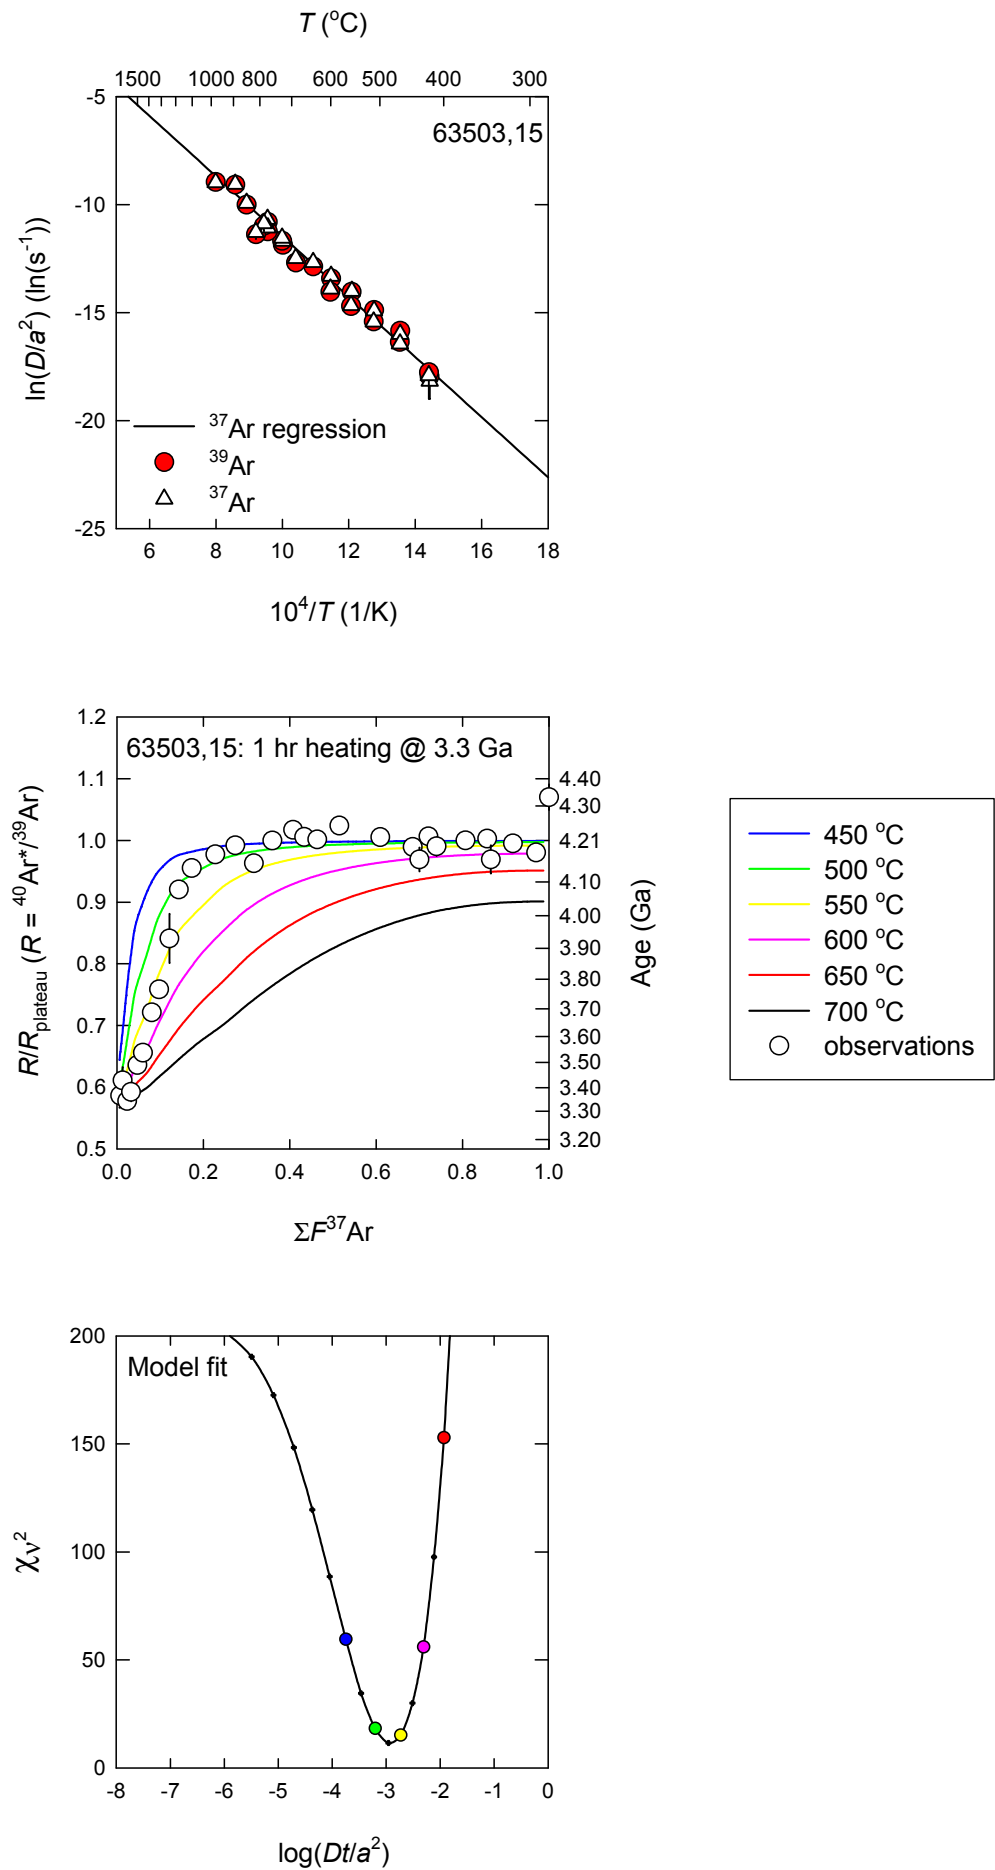 T (°C)
1500 1000 800 600 500 400 300
63503,15
-5
-10
-15
-20
-25
ln(D/a²) (ln(s⁻¹))
³⁷Ar regression
³⁹Ar
³⁷Ar
6 8 10 12 14 16 18
10⁴/T (1/K)
63503,15: 1 hr heating @ 3.3 Ga
1.2
1.1
1.0
0.9
0.8
0.7
0.6
0.5
R/R plateau (R = ⁴⁰Ar*/³⁹Ar)
4.40
4.30
4.21
4.10
4.00
3.90
3.80
3.70
3.60
3.50
3.40
3.30
3.20
Age (Ga)
0.0 0.2 0.4 0.6 0.8 1.0
ΣF³⁷Ar
450 °C
500 °C
550 °C
600 °C
650 °C
700 °C
observations
Model fit
200
150
100
50
0
χν²
-8 -7 -6 -5 -4 -3 -2 -1 0
log(Dt/a²)